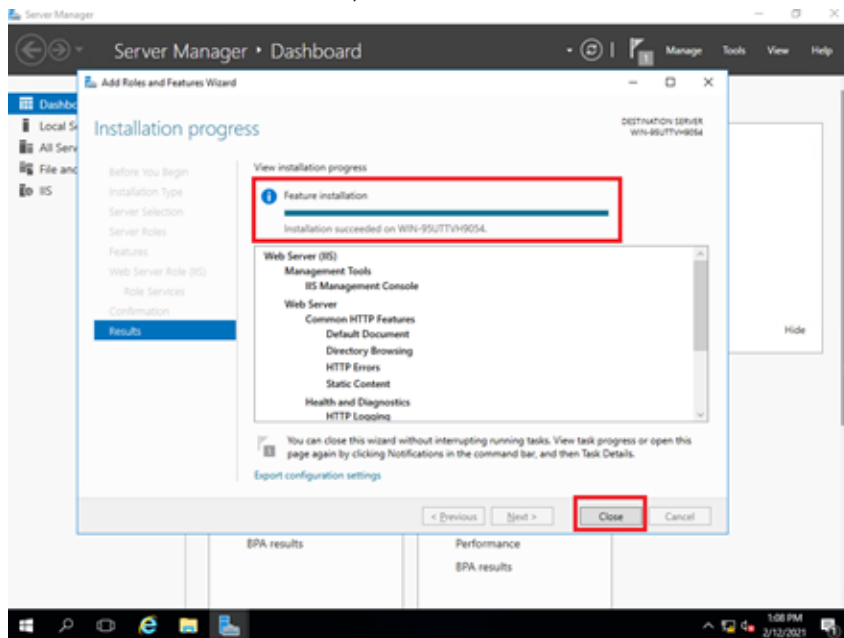 Server Manager
Server Manager • Dashboard
Manage Tools View Help
Add Roles and Features Wizard
Dashbo
Local Se
All Serv
File and
IIS
Installation progress
DESTINATION SERVER
WIN-95UTTVH9054
Before You Begin
Installation Type
Server Selection
Server Roles
Features
Web Server Role (IIS)
Role Services
Confirmation
Results
View installation progress
Feature installation
Installation succeeded on WIN-95UTTVH9054.
Web Server (IIS)
Management Tools
IIS Management Console
Web Server
Common HTTP Features
Default Document
Directory Browsing
HTTP Errors
Static Content
Health and Diagnostics
HTTP Logging
You can close this wizard without interrupting running tasks. View task progress or open this
page again by clicking Notifications in the command bar, and then Task Details.
Export configuration settings
< Previous Next > Close Cancel
Hide
BPA results
Performance
BPA results
1:08 PM
2/12/2021